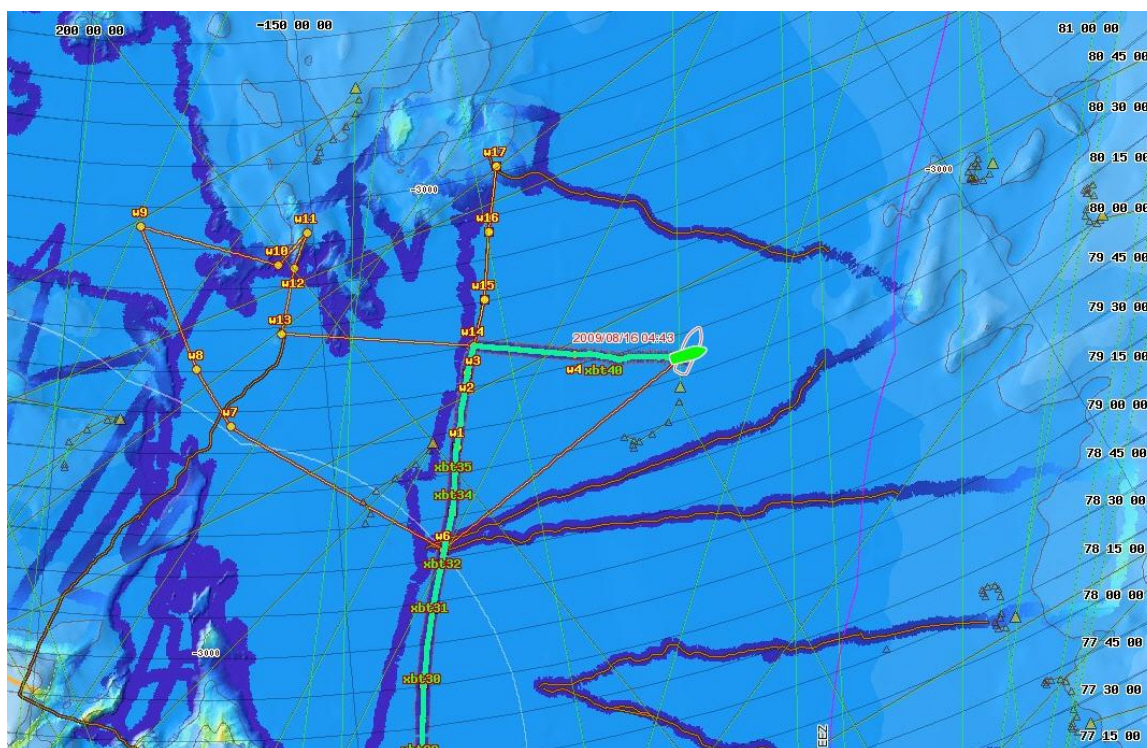 200 00 00
-150 00 00
81 00 00
80 45 00
80 30 00
80 15 00
80 00 00
79 45 00
79 30 00
79 15 00
79 00 00
78 45 00
78 30 00
78 15 00
78 00 00
77 45 00
77 30 00
77 15 00
w17
-3000
-3000
w9
w16
w11
w10
w12
w15
w13
w14
2009/08/16 04:43
w8
w3
w4
xbt40
w2
w7
w1
xbt35
xbt34
w6
xbt32
xbt31
-3000
xbt30
EEZ